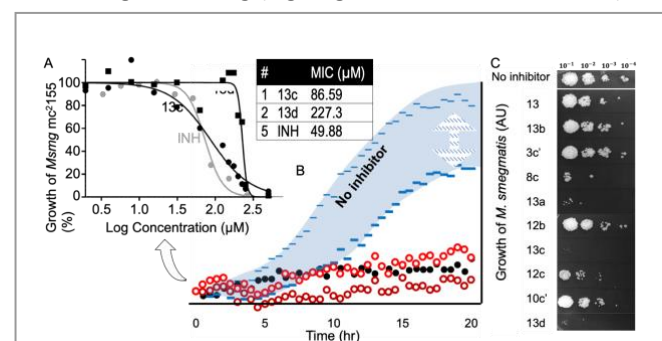 A
Growth of Msmg mc²155
(%)
100
80
60
40
20
0
13c
INH
0.5 1.0 1.5 2.0 2.5
Log Concentration (µM)
# MIC (µM)
1 13c 86.59
2 13d 227.3
5 INH 49.88
B
No inhibitor
0 5 10 15 20
Time (hr)
C
10⁻¹ 10⁻² 10⁻³ 10⁻⁴
No inhibitor
Growth of M. smegmatis (AU)
13
13b
3c'
8c
13a
12b
13c
12c
10c'
13d